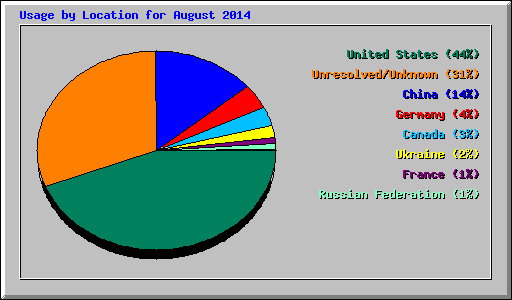 Usage by Location for August 2014
United States (44%)
Unresolved/Unknown (31%)
China (14%)
Germany (4%)
Canada (3%)
Ukraine (2%)
France (1%)
Russian Federation (1%)